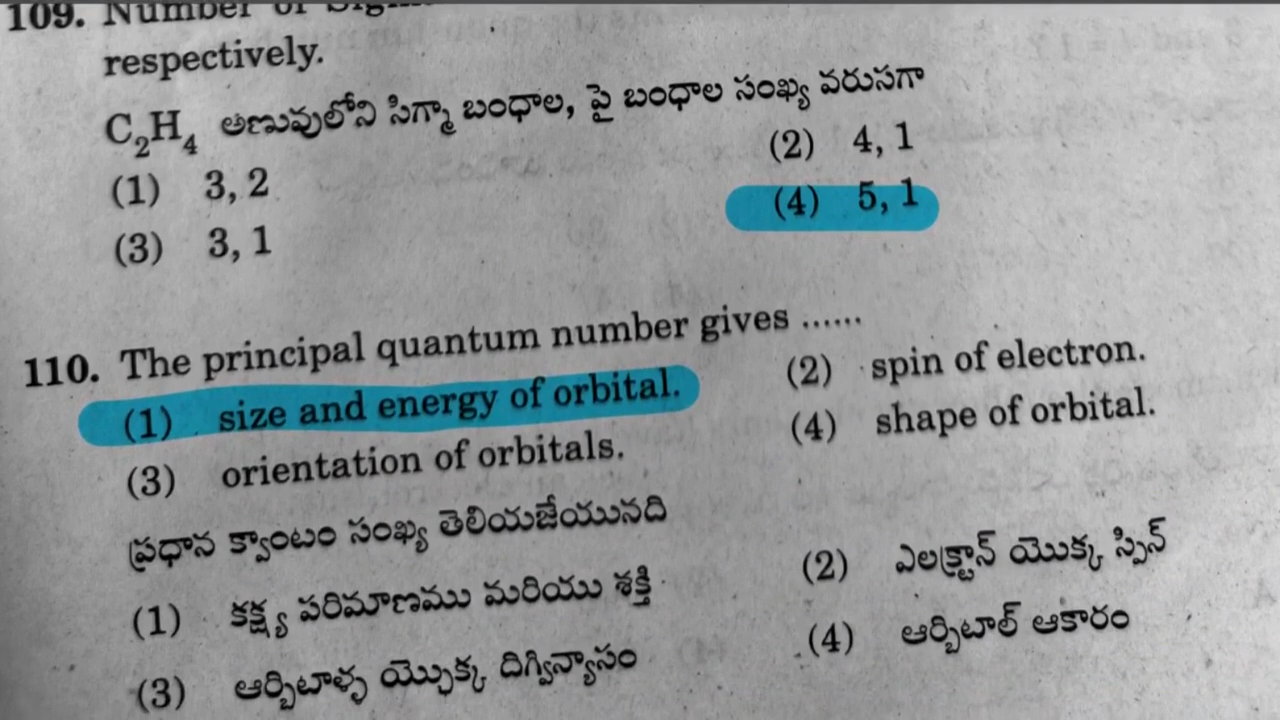 109. Number of
respectively.
C₂H₄ అణువులోని సిగ్మా బంధాల, పై బంధాల సంఖ్య వరుసగా
(1) 3, 2
(2) 4, 1
(3) 3, 1
(4) 5, 1
110. The principal quantum number gives ......
(1) size and energy of orbital.
(2) spin of electron.
(3) orientation of orbitals.
(4) shape of orbital.
ప్రధాన క్వాంటం సంఖ్య తెలియజేయునది
(1) కక్ష్య పరిమాణము మరియు శక్తి
(2) ఎలక్ట్రాన్ యొక్క స్పిన్
(3) ఆర్బిటాళ్ళ యొక్క దిగ్విన్యాసం
(4) ఆర్బిటాల్ ఆకారం